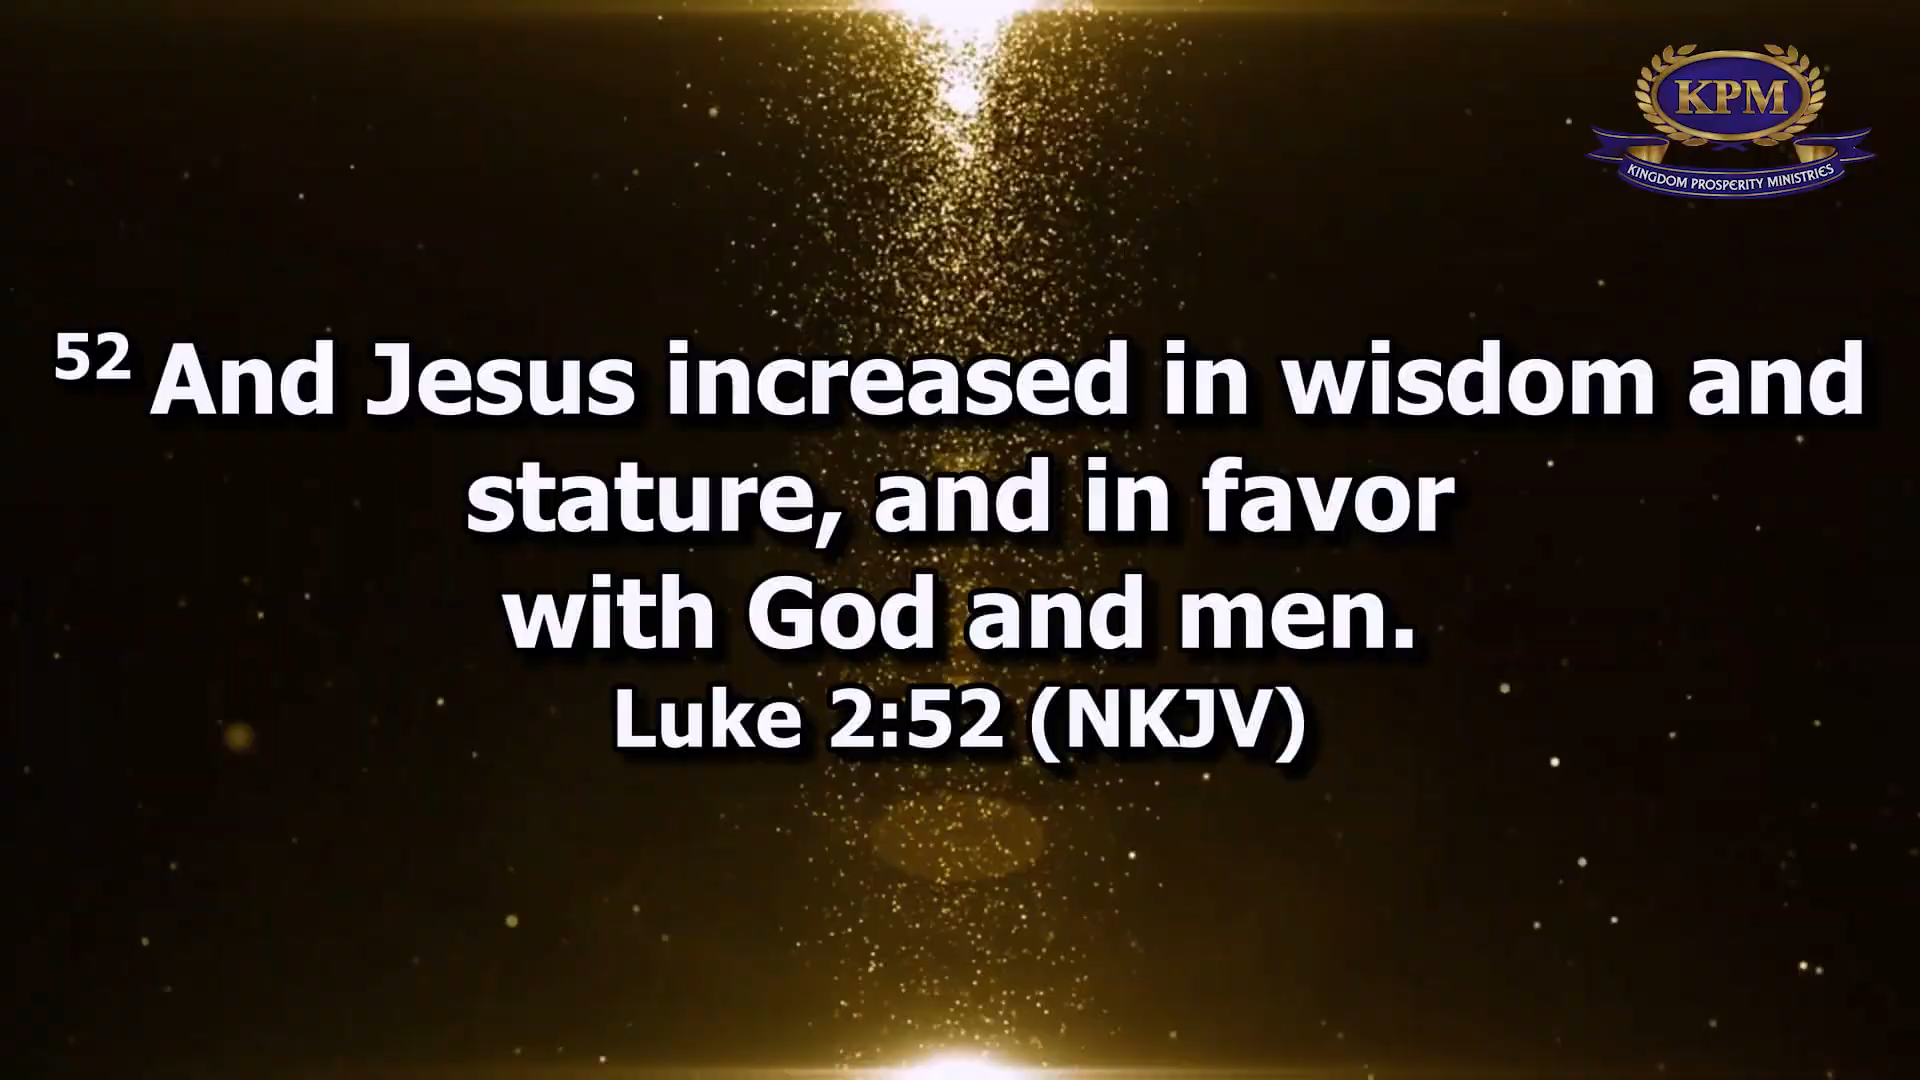 KPM
KINGDOM PROSPERITY MINISTRIES
52 And Jesus increased in wisdom and
stature, and in favor
with God and men.
Luke 2:52 (NKJV)